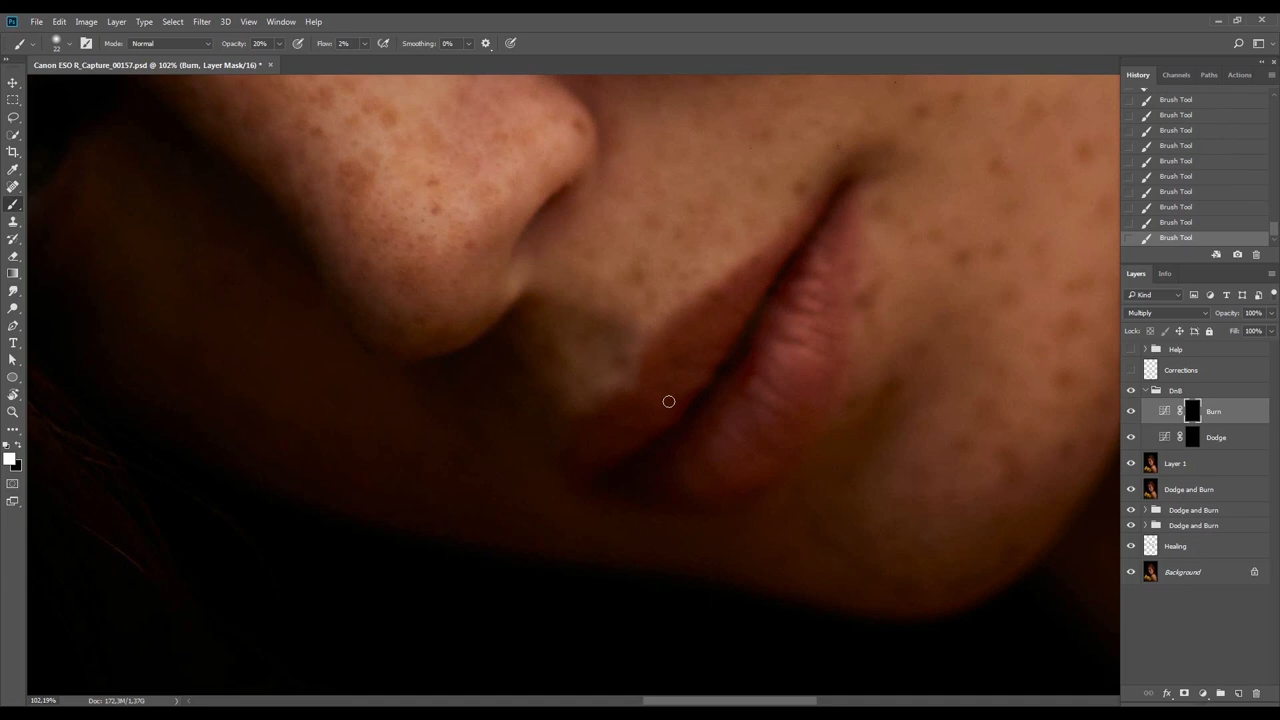 Ps File Edit Image Layer Type Select Filter 3D View Window Help
22 Mode: Normal Opacity: 20% Flow: 2% Smoothing: 0%
Canon ESO R_Capture_00157.psd @ 102% (Burn, Layer Mask/16) * ×
History Channels Paths Actions
Brush Tool
Brush Tool
Brush Tool
Brush Tool
Brush Tool
Brush Tool
Brush Tool
Brush Tool
Brush Tool
Brush Tool
Layers Info
Kind
Multiply Opacity: 100%
Lock: Fill: 100%
Help
Corrections
DnB
Burn
Dodge
Layer 1
Dodge and Burn
Dodge and Burn
Dodge and Burn
Healing
Background
102,19% Doc: 172,3M/1,37G